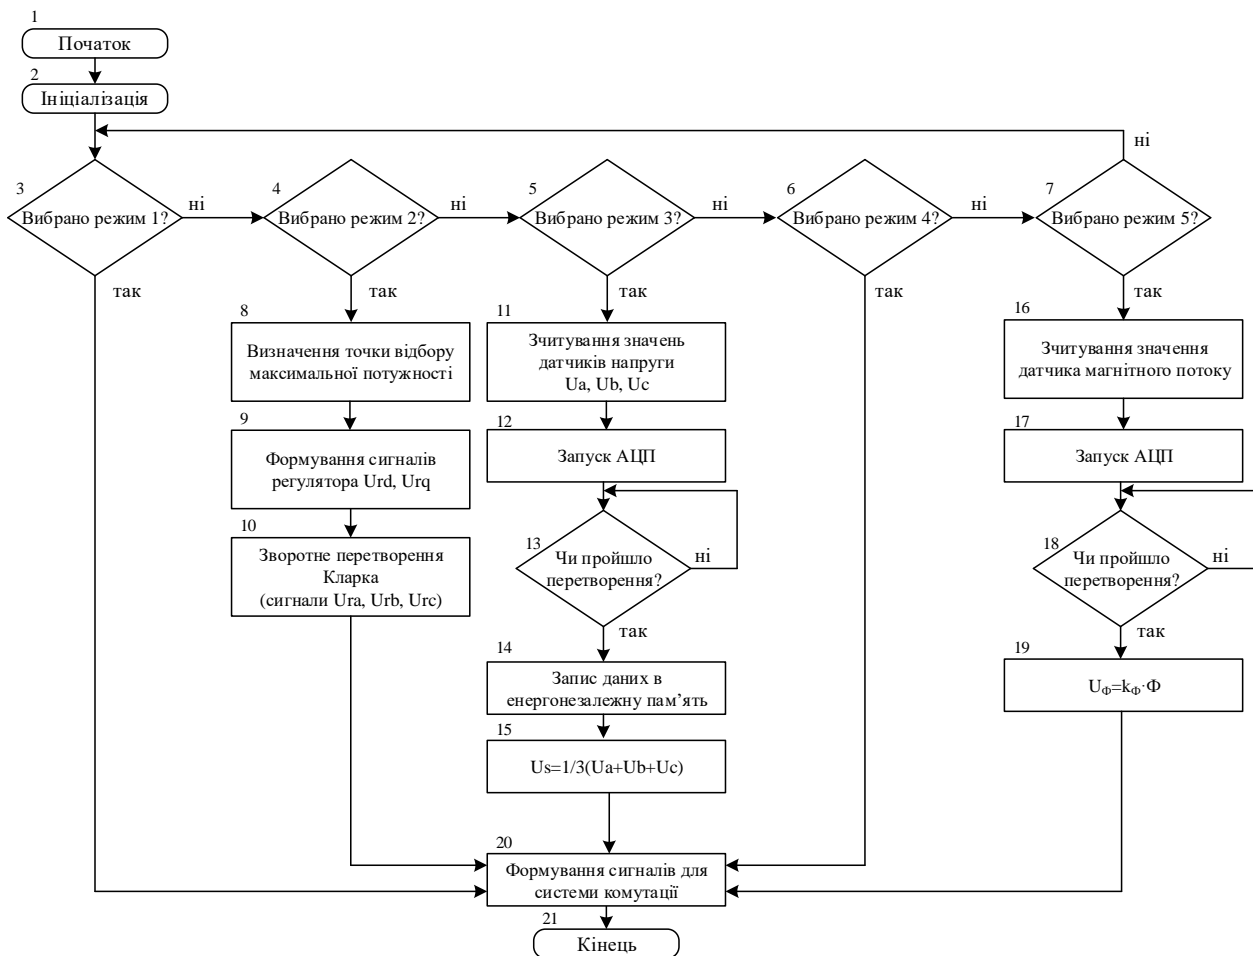 1
Початок
2
Ініціалізація
ні
3
Вибрано режим 1?
ні
4
Вибрано режим 2?
ні
5
Вибрано режим 3?
ні
6
Вибрано режим 4?
ні
7
Вибрано режим 5?
так
так
так
так
так
8
Визначення точки відбору
максимальної потужності
9
Формування сигналів
регулятора Urd, Urq
10
Зворотне перетворення
Кларка
(сигнали Ura, Urb, Urc)
11
Зчитування значень
датчиків напруги
Ua, Ub, Uc
12
Запуск АЦП
13
Чи пройшло
перетворення?
ні
так
14
Запис даних в
енергонезалежну пам’ять
15
Us=1/3(Ua+Ub+Uc)
16
Зчитування значення
датчика магнітного потоку
17
Запуск АЦП
18
Чи пройшло
перетворення?
ні
так
19
U_Ф=k_Ф·Ф
20
Формування сигналів для
системи комутації
21
Кінець